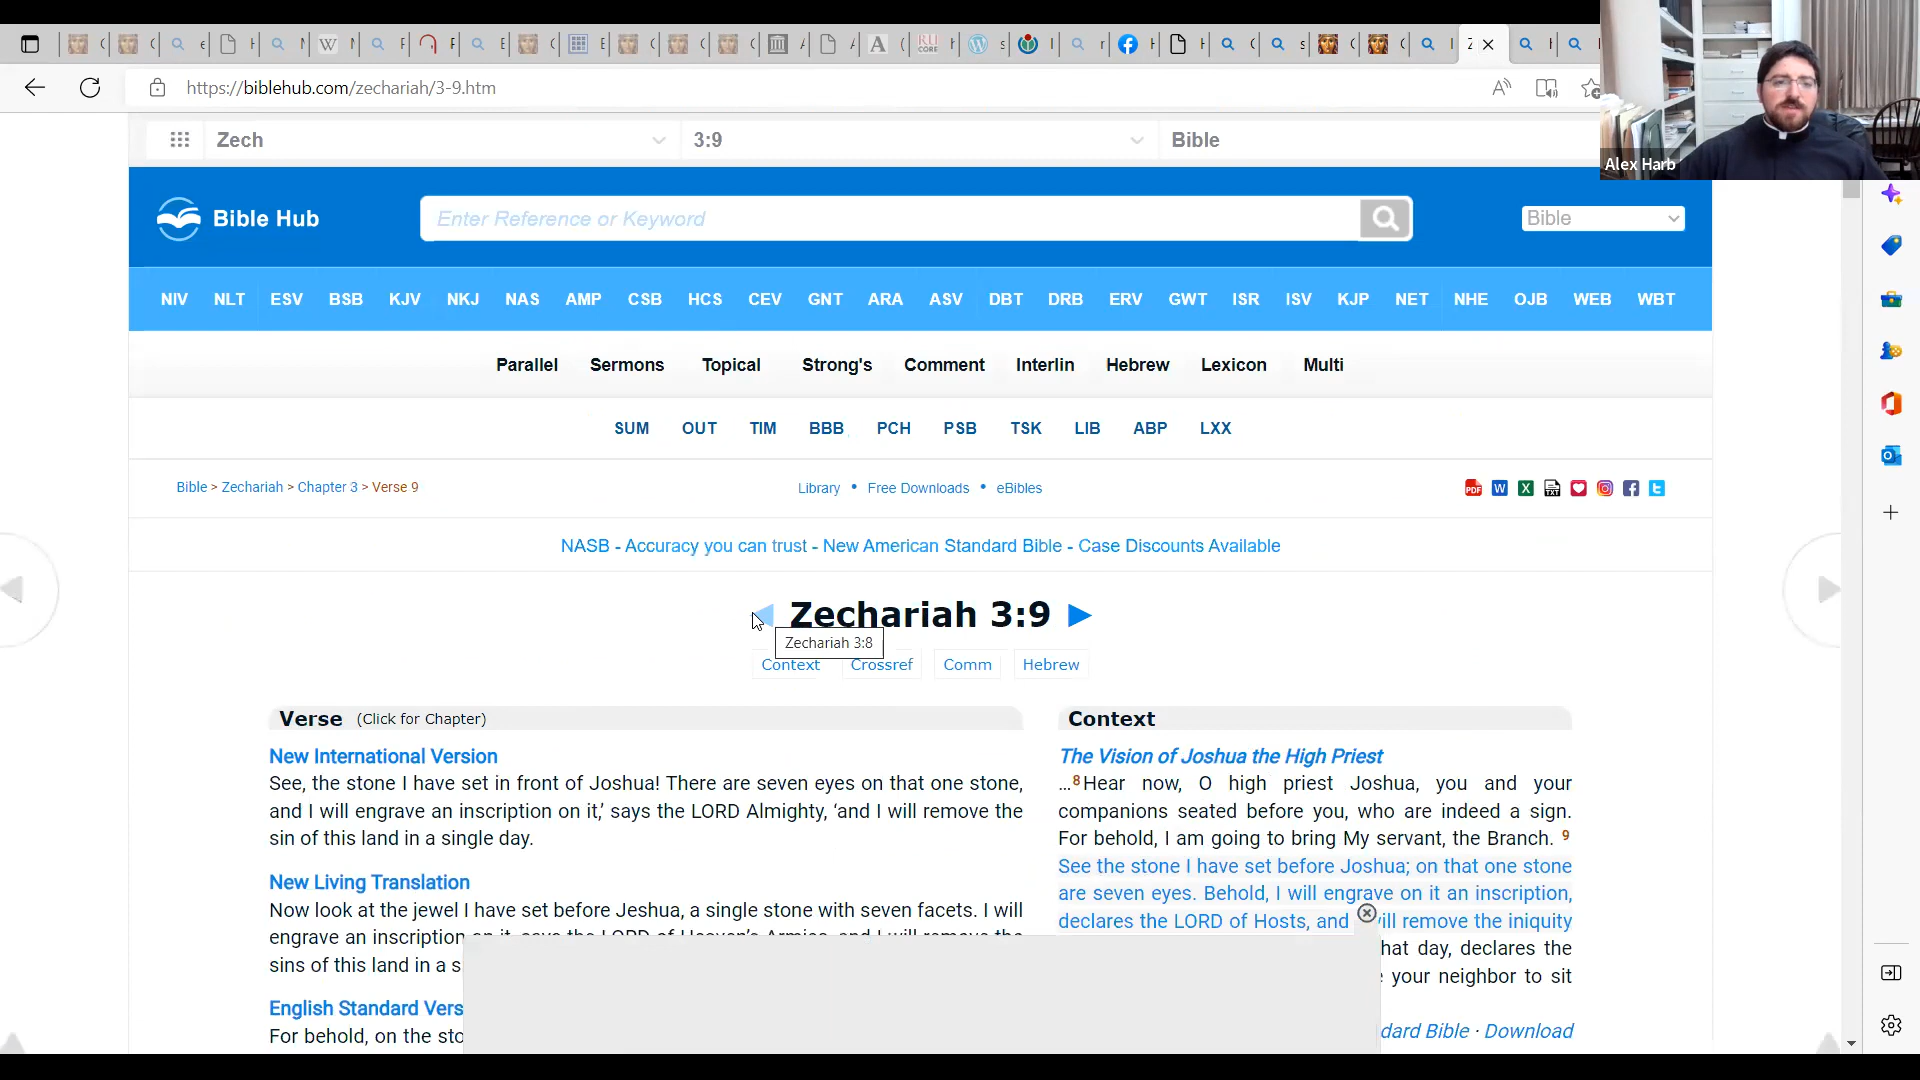 https://biblehub.com/zechariah/3-9.htm
Alex Harb
Zech
3:9
Bible
Bible Hub
Enter Reference or Keyword
Bible
NIV NLT ESV BSB KJV NKJ NAS AMP CSB HCS CEV GNT ARA ASV DBT DRB ERV GWT ISR ISV KJP NET NHE OJB WEB WBT
Parallel Sermons Topical Strong's Comment Interlin Hebrew Lexicon Multi
SUM OUT TIM BBB PCH PSB TSK LIB ABP LXX
Bible > Zechariah > Chapter 3 > Verse 9
Library • Free Downloads • eBibles
NASB - Accuracy you can trust - New American Standard Bible - Case Discounts Available
Zechariah 3:9
Zechariah 3:8
Context Crossref Comm Hebrew
Verse (Click for Chapter)
New International Version
See, the stone I have set in front of Joshua! There are seven eyes on that one stone,
and I will engrave an inscription on it,’ says the LORD Almighty, ‘and I will remove the
sin of this land in a single day.
New Living Translation
Now look at the jewel I have set before Jeshua, a single stone with seven facets. I will
engrave an inscription on it, says the LORD of Heaven’s Armies, and I will remove the
sins of this land in a s
English Standard Vers
For behold, on the sto
Context
The Vision of Joshua the High Priest
…8Hear now, O high priest Joshua, you and your
companions seated before you, who are indeed a sign.
For behold, I am going to bring My servant, the Branch. 9
See the stone I have set before Joshua; on that one stone
are seven eyes. Behold, I will engrave on it an inscription,
declares the LORD of Hosts, and will remove the iniquity
hat day, declares the
your neighbor to sit
dard Bible · Download